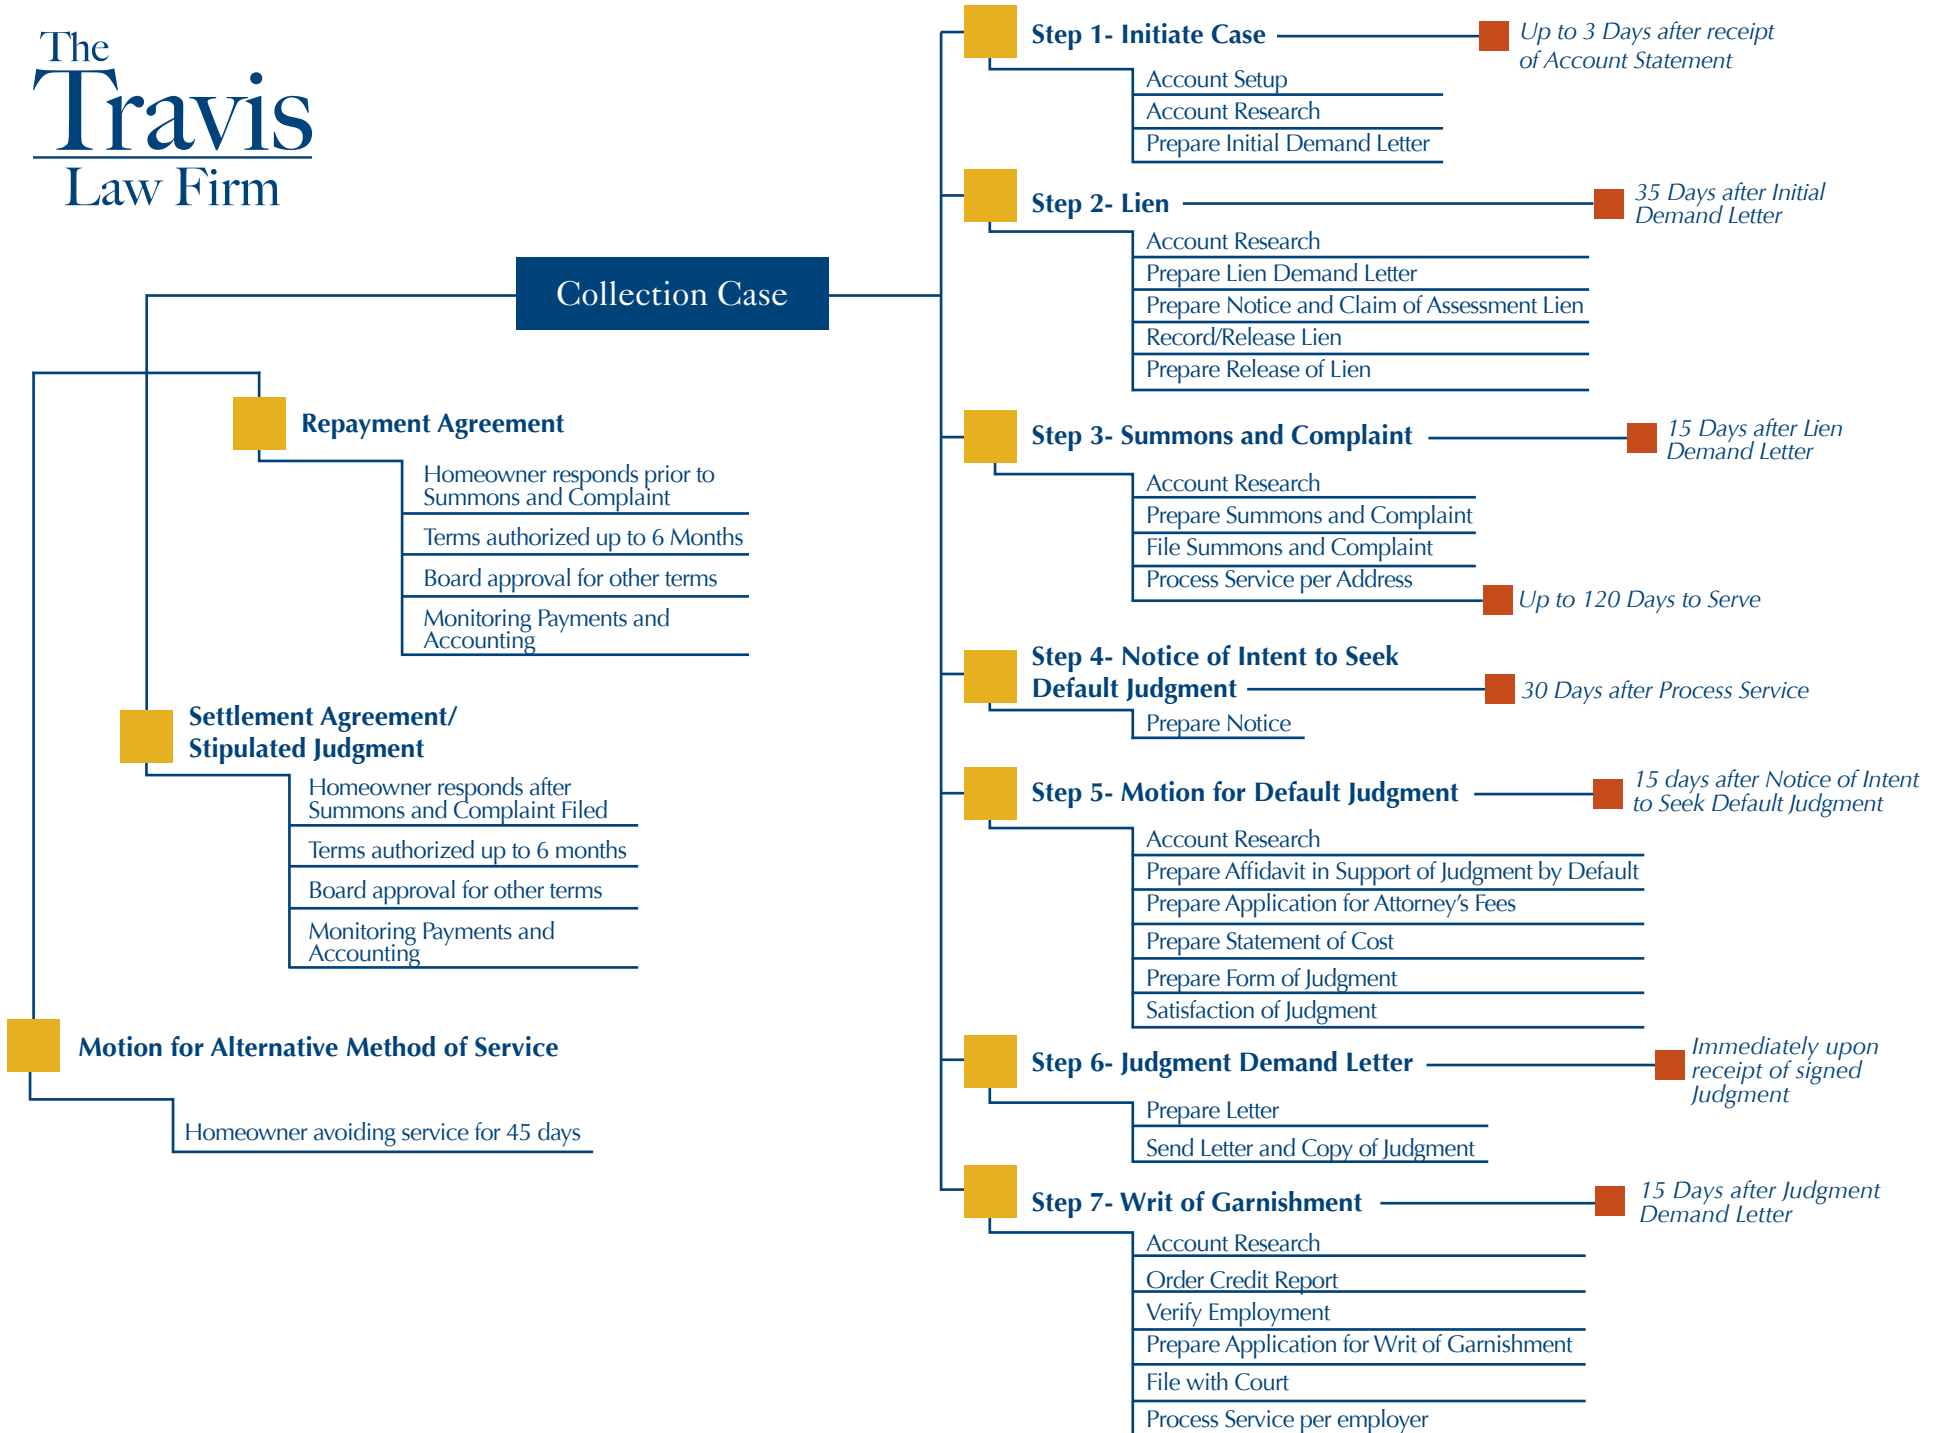 The
Travis
Law Firm
Collection Case
Repayment Agreement
Homeowner responds prior to
Summons and Complaint
Terms authorized up to 6 Months
Board approval for other terms
Monitoring Payments and
Accounting
Settlement Agreement/
Stipulated Judgment
Homeowner responds after
Summons and Complaint Filed
Terms authorized up to 6 months
Board approval for other terms
Monitoring Payments and
Accounting
Motion for Alternative Method of Service
Homeowner avoiding service for 45 days
Step 1- Initiate Case
Up to 3 Days after receipt
of Account Statement
Account Setup
Account Research
Prepare Initial Demand Letter
Step 2- Lien
35 Days after Initial
Demand Letter
Account Research
Prepare Lien Demand Letter
Prepare Notice and Claim of Assessment Lien
Record/Release Lien
Prepare Release of Lien
Step 3- Summons and Complaint
15 Days after Lien
Demand Letter
Account Research
Prepare Summons and Complaint
File Summons and Complaint
Process Service per Address
Up to 120 Days to Serve
Step 4- Notice of Intent to Seek
Default Judgment
30 Days after Process Service
Prepare Notice
Step 5- Motion for Default Judgment
15 days after Notice of Intent
to Seek Default Judgment
Account Research
Prepare Affidavit in Support of Judgment by Default
Prepare Application for Attorney’s Fees
Prepare Statement of Cost
Prepare Form of Judgment
Satisfaction of Judgment
Step 6- Judgment Demand Letter
Immediately upon
receipt of signed
Judgment
Prepare Letter
Send Letter and Copy of Judgment
Step 7- Writ of Garnishment
15 Days after Judgment
Demand Letter
Account Research
Order Credit Report
Verify Employment
Prepare Application for Writ of Garnishment
File with Court
Process Service per employer